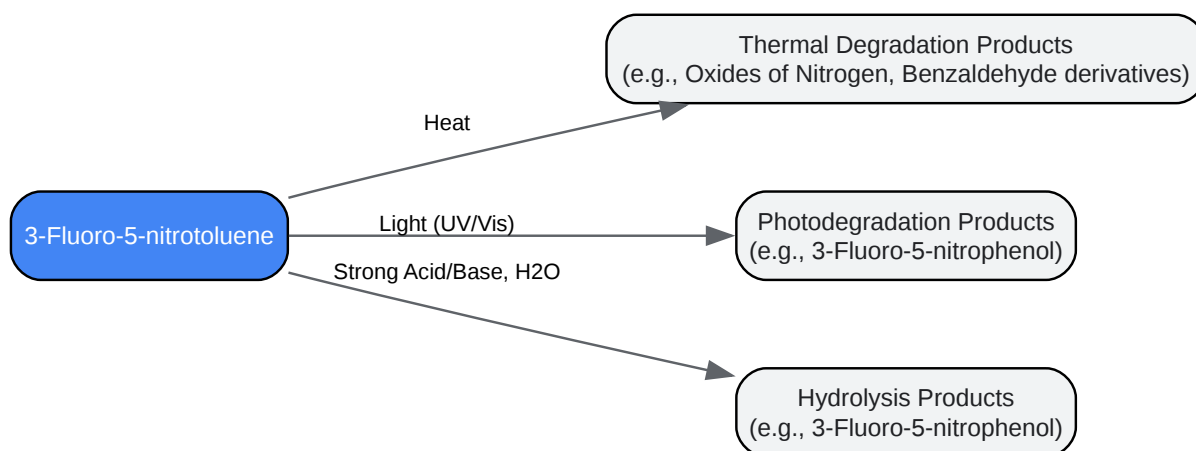 Thermal Degradation Products
(e.g., Oxides of Nitrogen, Benzaldehyde derivatives)
Heat
3-Fluoro-5-nitrotoluene
Light (UV/Vis)
Photodegradation Products
(e.g., 3-Fluoro-5-nitrophenol)
Strong Acid/Base, H2O
Hydrolysis Products
(e.g., 3-Fluoro-5-nitrophenol)